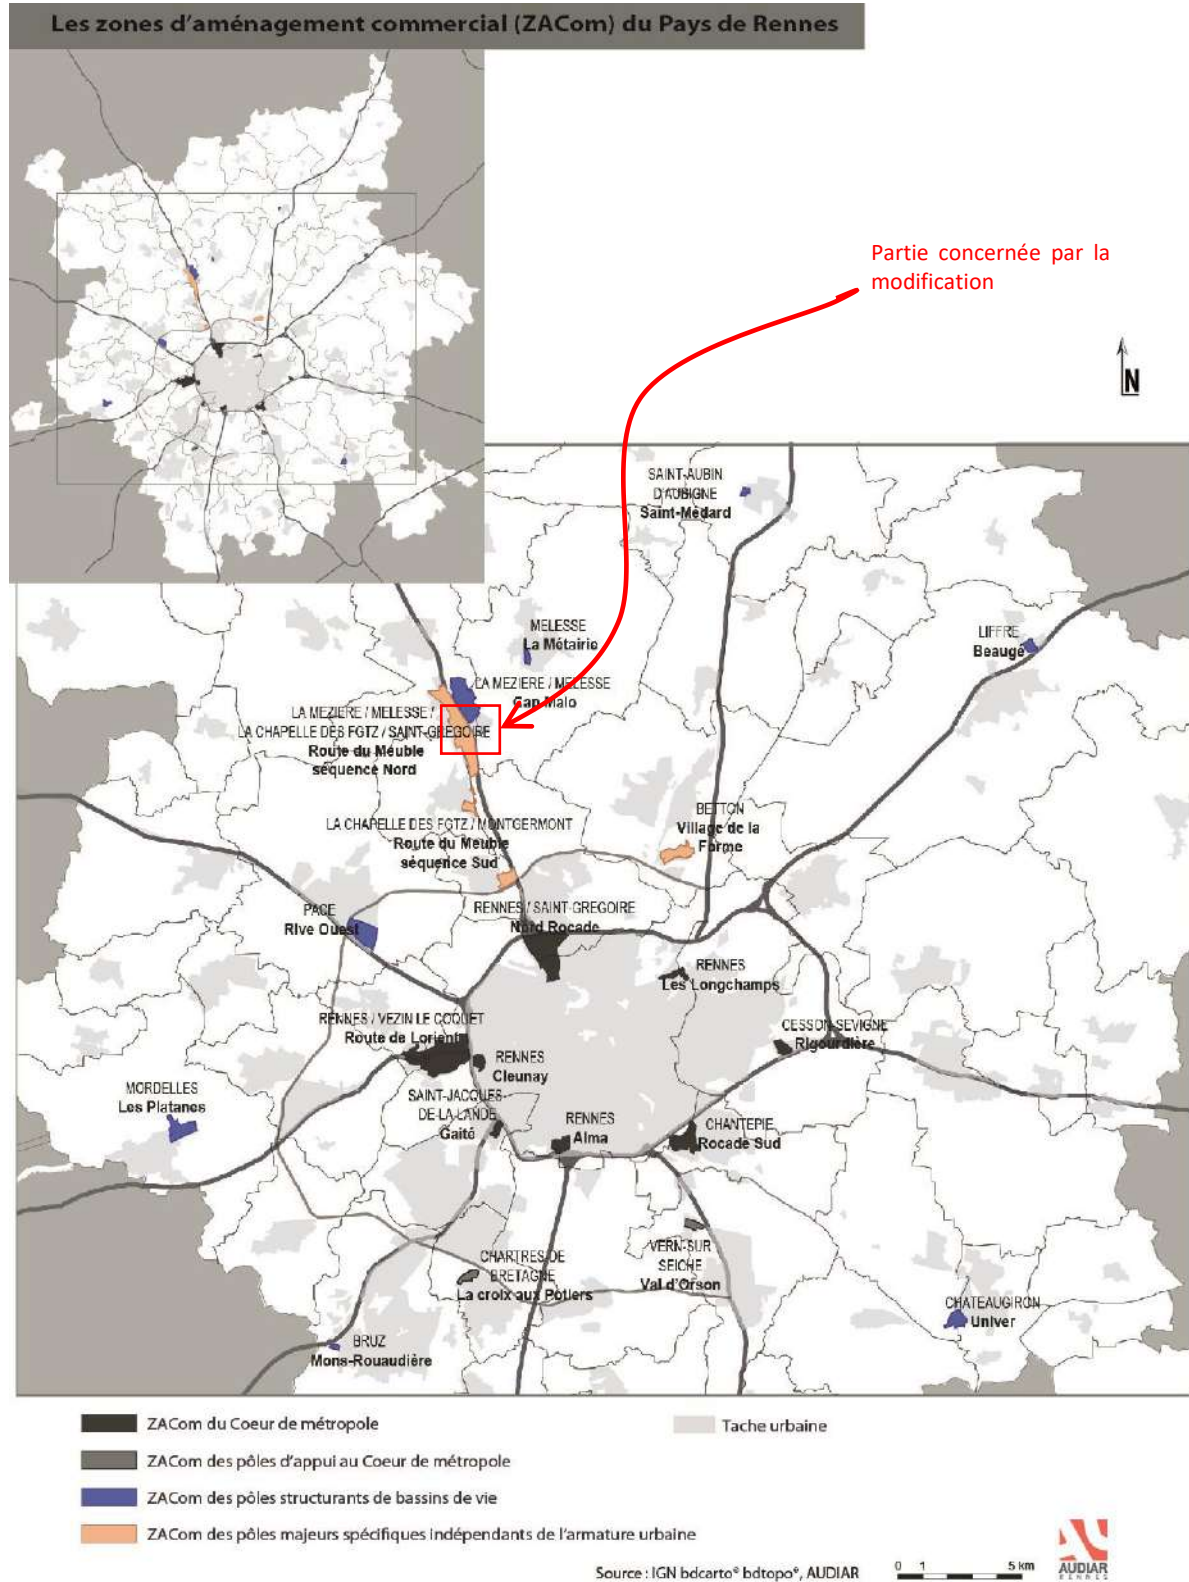 Les zones d'aménagement commercial (ZACom) du Pays de Rennes
Partie concernée par la
modification
N
SAINT-AUBIN
D'AUBIGNE
Saint-Médard
MELESSE
La Métairie
LIFFRE
Beaugé
LA MEZIERE / MELESSE
Cap Malo
LA MEZIERE / MELESSE /
LA CHAPELLE DES FGTZ / SAINT-GREGOIRE
Route du Meuble
séquence Nord
LA CHAPELLE DES FGTZ / MONTGERMONT
Route du Meuble
séquence Sud
BETTON
Village de la
Forme
PACE
Rive Ouest
RENNES / SAINT-GREGOIRE
Nord Rocade
RENNES
Les Longchamps
RENNES / VEZIN LE COQUET
Route de Lorient
CESSON-SEVIGNE
Rigourdière
RENNES
Cleunay
MORDELLES
Les Platanes
SAINT-JACQUES-
DE-LA-LANDE
Gaité
RENNES
Alma
CHANTEPIE
Rocade Sud
CHARTRES DE
BRETAGNE
La croix aux Potiers
VERN-SUR
SEICHE
Val d'Orson
CHATEAUGIRON
Univer
BRUZ
Mons-Rouaudière
ZACom du Coeur de métropole
Tache urbaine
ZACom des pôles d'appui au Coeur de métropole
ZACom des pôles structurants de bassins de vie
ZACom des pôles majeurs spécifiques indépendants de l'armature urbaine
Source : IGN bdcarto® bdtopo®, AUDIAR
0 1 5 km
AUDIAR
RENNES